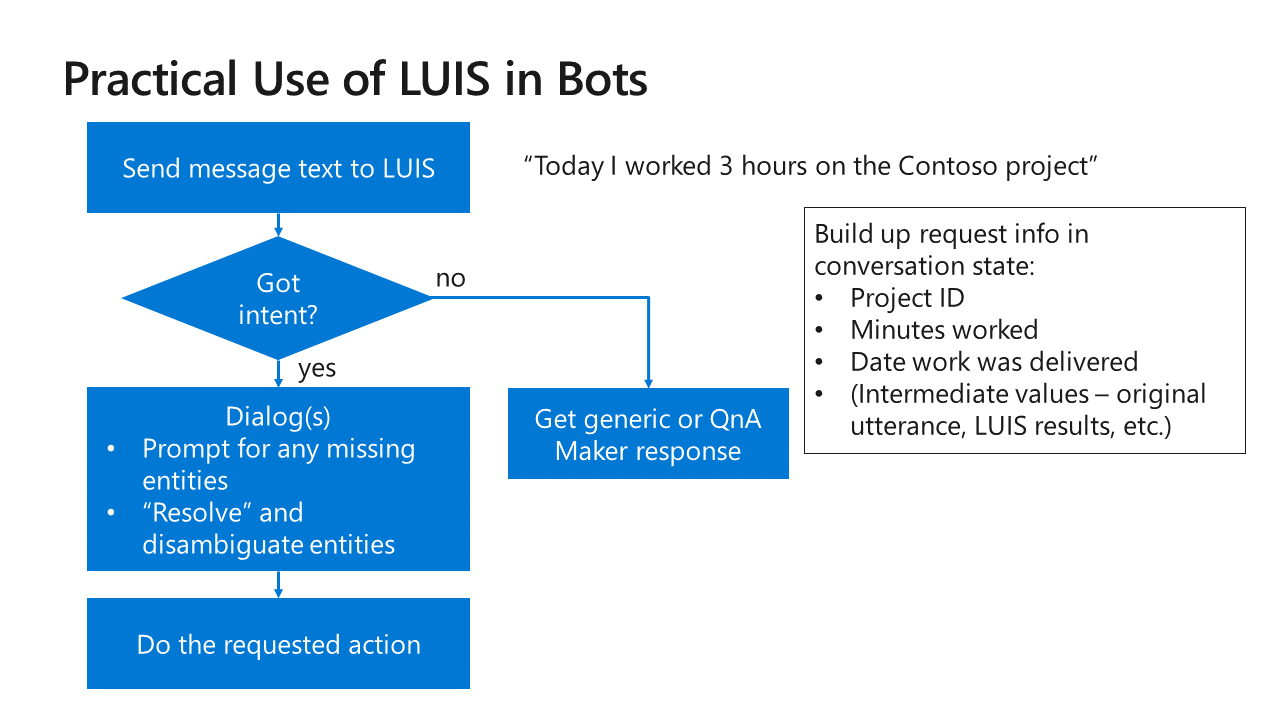 Practical Use of LUIS in Bots
Send message text to LUIS
“Today I worked 3 hours on the Contoso project”
Got
intent?
no
yes
Dialog(s)
• Prompt for any missing
entities
• “Resolve” and
disambiguate entities
Do the requested action
Get generic or QnA
Maker response
Build up request info in
conversation state:
• Project ID
• Minutes worked
• Date work was delivered
• (Intermediate values – original
utterance, LUIS results, etc.)